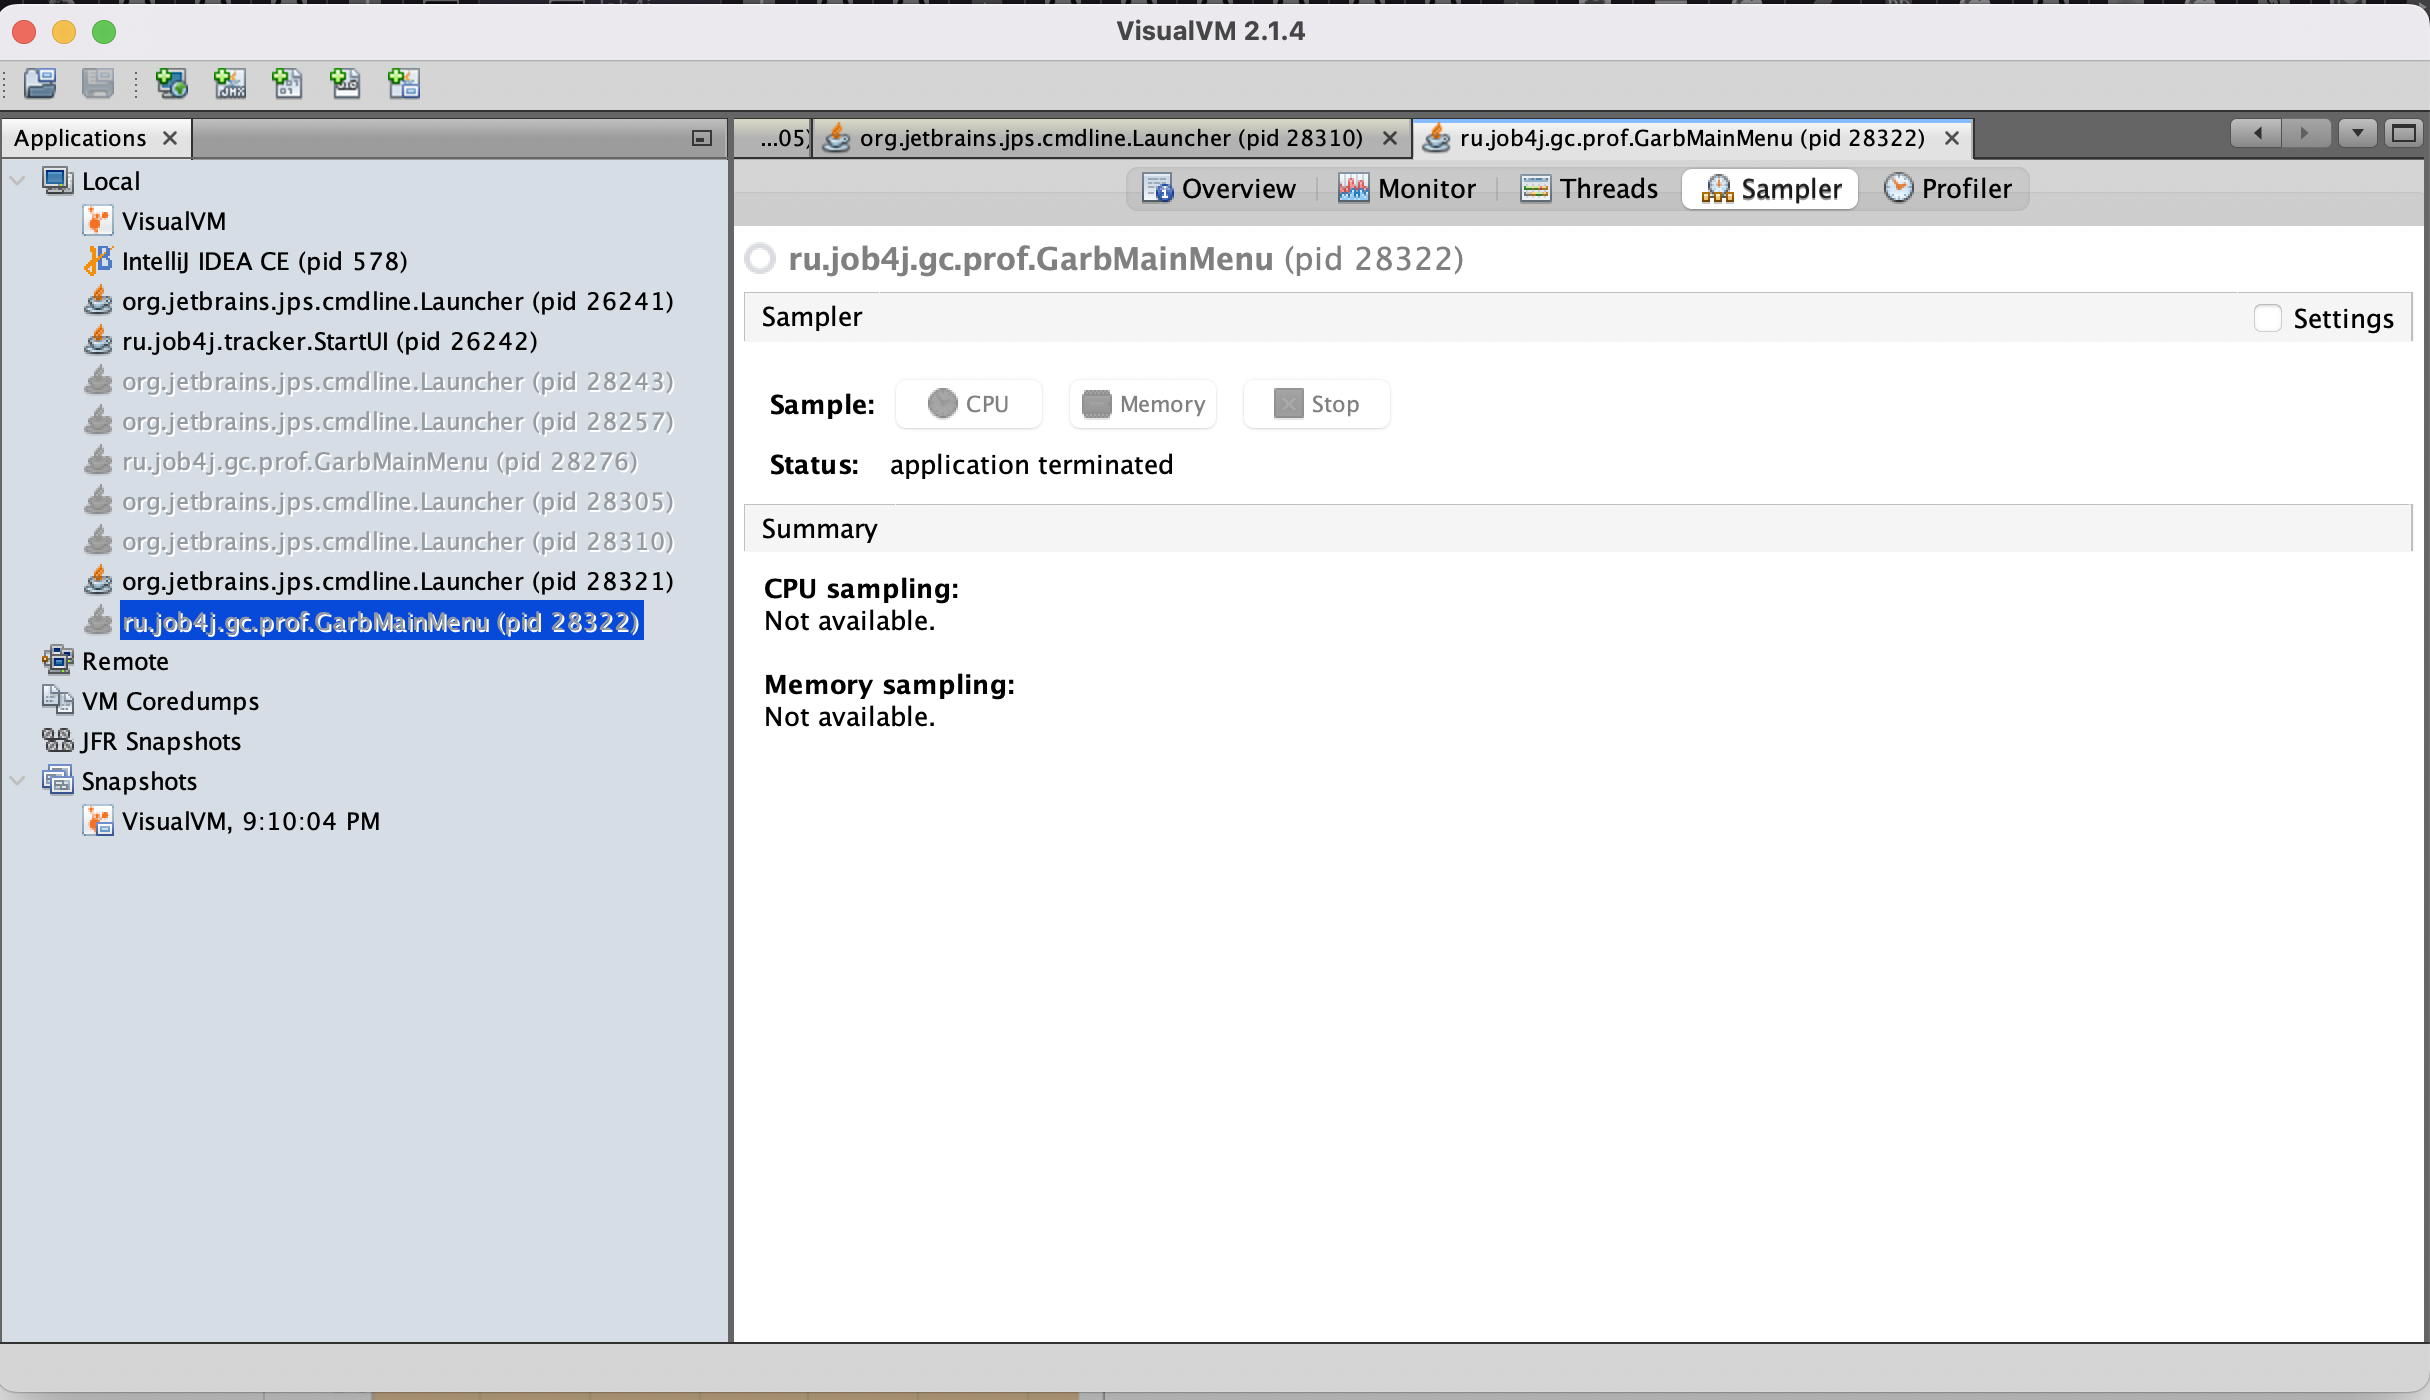 VisualVM 2.1.4
Applications
...05)
org.jetbrains.jps.cmdline.Launcher (pid 28310)
ru.job4j.gc.prof.GarbMainMenu (pid 28322)
Local
VisualVM
IntelliJ IDEA CE (pid 578)
org.jetbrains.jps.cmdline.Launcher (pid 26241)
ru.job4j.tracker.StartUI (pid 26242)
org.jetbrains.jps.cmdline.Launcher (pid 28243)
org.jetbrains.jps.cmdline.Launcher (pid 28257)
ru.job4j.gc.prof.GarbMainMenu (pid 28276)
org.jetbrains.jps.cmdline.Launcher (pid 28305)
org.jetbrains.jps.cmdline.Launcher (pid 28310)
org.jetbrains.jps.cmdline.Launcher (pid 28321)
ru.job4j.gc.prof.GarbMainMenu (pid 28322)
Remote
VM Coredumps
JFR Snapshots
Snapshots
VisualVM, 9:10:04 PM
Overview Monitor Threads Sampler Profiler
ru.job4j.gc.prof.GarbMainMenu (pid 28322)
Sampler
Settings
Sample: CPU Memory Stop
Status: application terminated
Summary
CPU sampling:
Not available.
Memory sampling:
Not available.